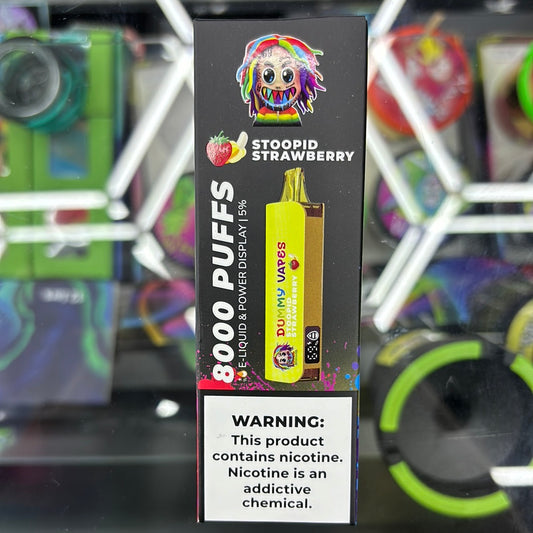 STOOPID
STRAWBERRY
8000 PUFFS
E-LIQUID & POWER DISPLAY | 5%
DUMMY VAPES
STOOPID
STRAWBERRY
WARNING:
This product
contains nicotine.
Nicotine is an
addictive
chemical.